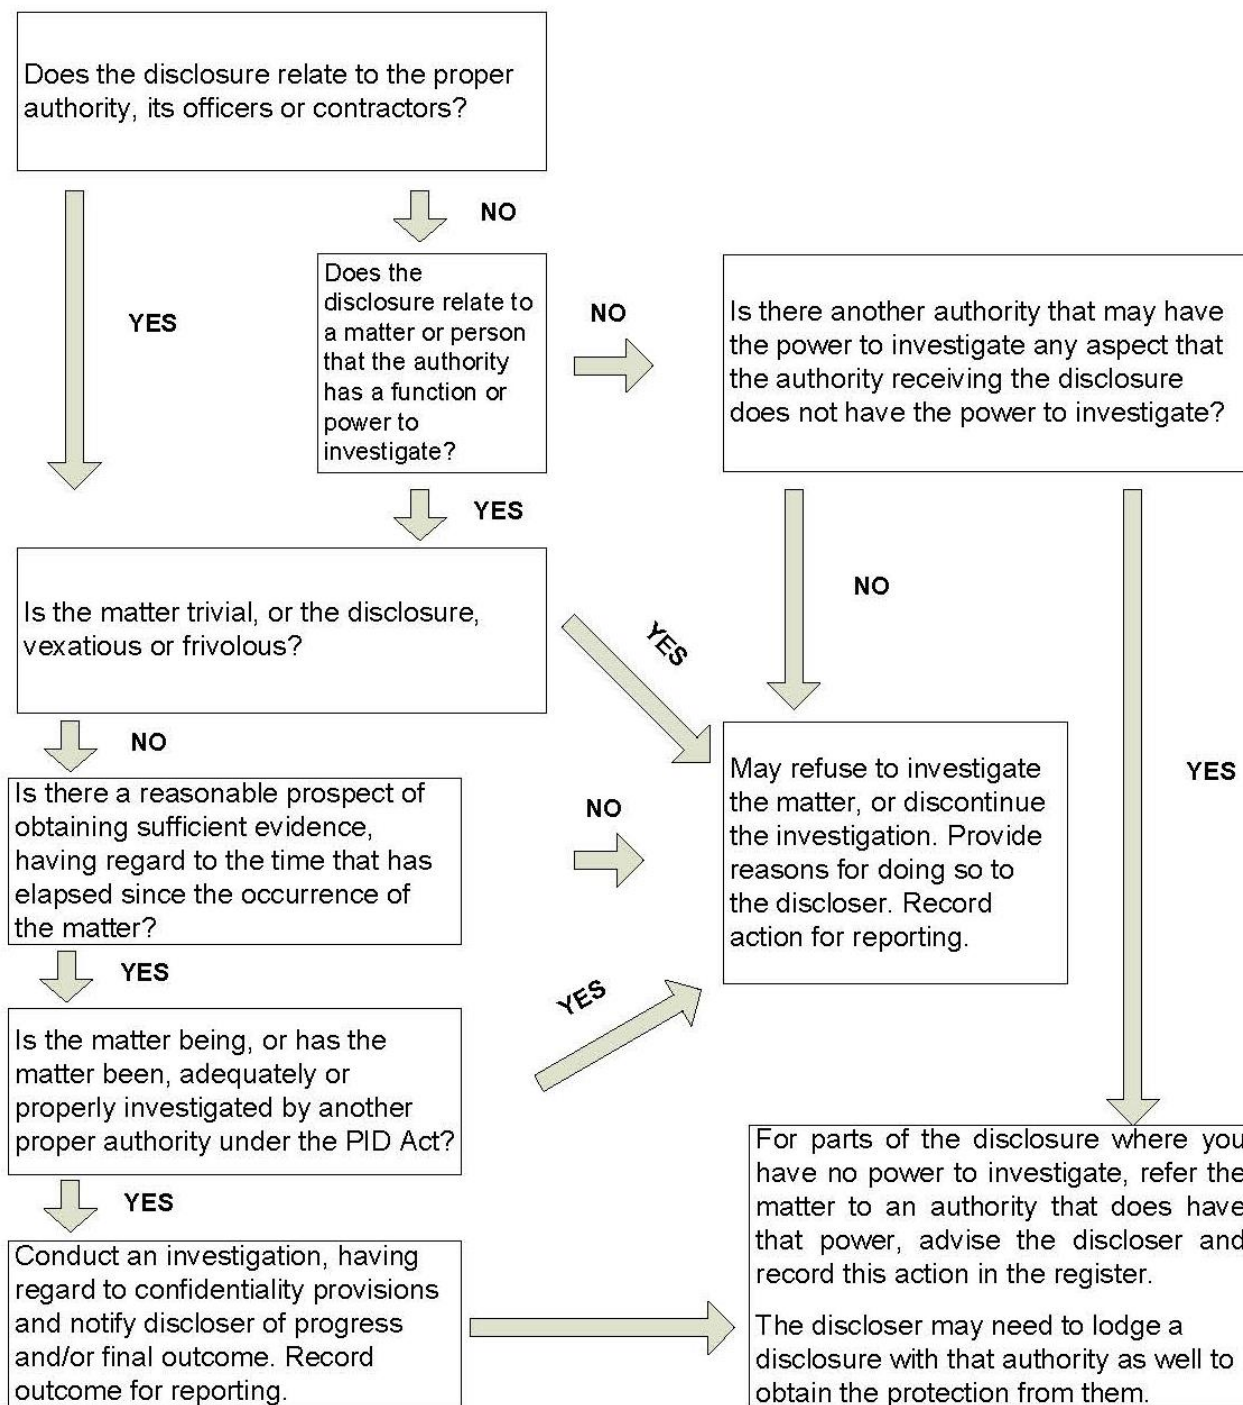 Does the disclosure relate to the proper
authority, its officers or contractors?
NO
YES
Does the
disclosure relate to
a matter or person
that the authority
has a function or
power to
investigate?
NO
Is there another authority that may have
the power to investigate any aspect that
the authority receiving the disclosure
does not have the power to investigate?
YES
NO
YES
Is the matter trivial, or the disclosure,
vexatious or frivolous?
YES
NO
Is there a reasonable prospect of
obtaining sufficient evidence,
having regard to the time that has
elapsed since the occurrence of
the matter?
NO
May refuse to investigate
the matter, or discontinue
the investigation. Provide
reasons for doing so to
the discloser. Record
action for reporting.
YES
Is the matter being, or has the
matter been, adequately or
properly investigated by another
proper authority under the PID Act?
YES
YES
Conduct an investigation, having
regard to confidentiality provisions
and notify discloser of progress
and/or final outcome. Record
outcome for reporting.
For parts of the disclosure where you
have no power to investigate, refer the
matter to an authority that does have
that power, advise the discloser and
record this action in the register.
The discloser may need to lodge a
disclosure with that authority as well to
obtain the protection from them.